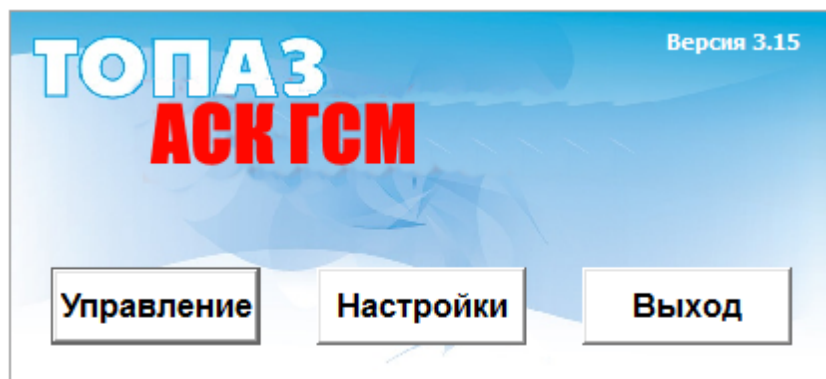 ТОПАЗ
Версия 3.15
АСК ГСМ
Управление
Настройки
Выход